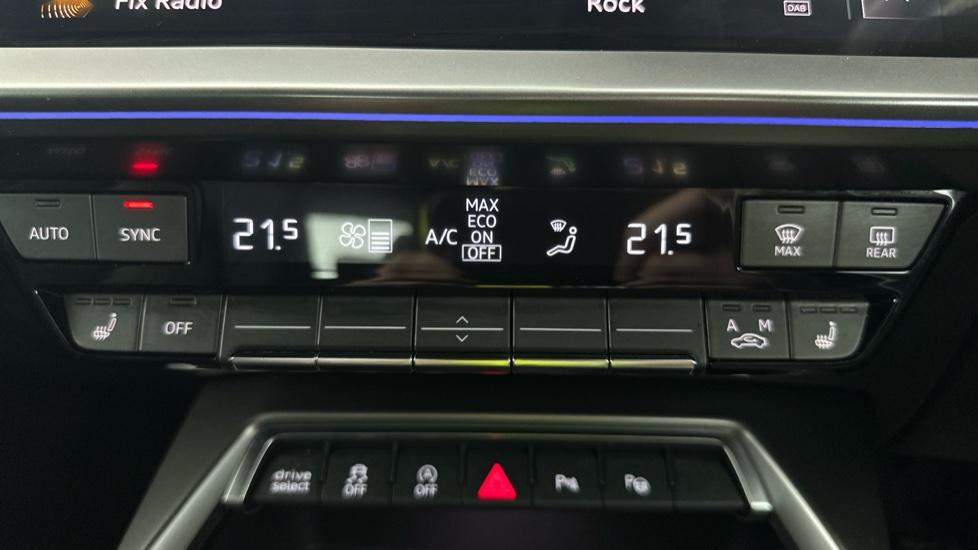 Fix Radio
Rock
DAB
AUTO
SYNC
21.5
A/C
MAX
ECO
ON
OFF
21.5
MAX
REAR
OFF
A M
drive
select
OFF
OFF